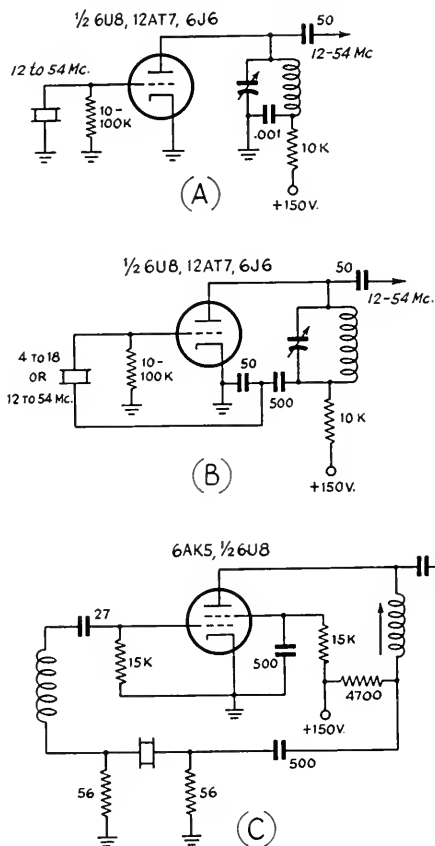 ½ 6U8, 12AT7, 6J6
50
12-54 Mc.
12 to 54 Mc.
10-
100K
.001
10K
+150V.
(A)
½ 6U8, 12AT7, 6J6
50
12-54 Mc.
4 TO 18
OR
12 TO 54 Mc.
10-
100K
50
500
10K
+150V.
(B)
6AK5, ½ 6U8
27
15K
500
15K
+150V.
4700
500
56
56
(C)